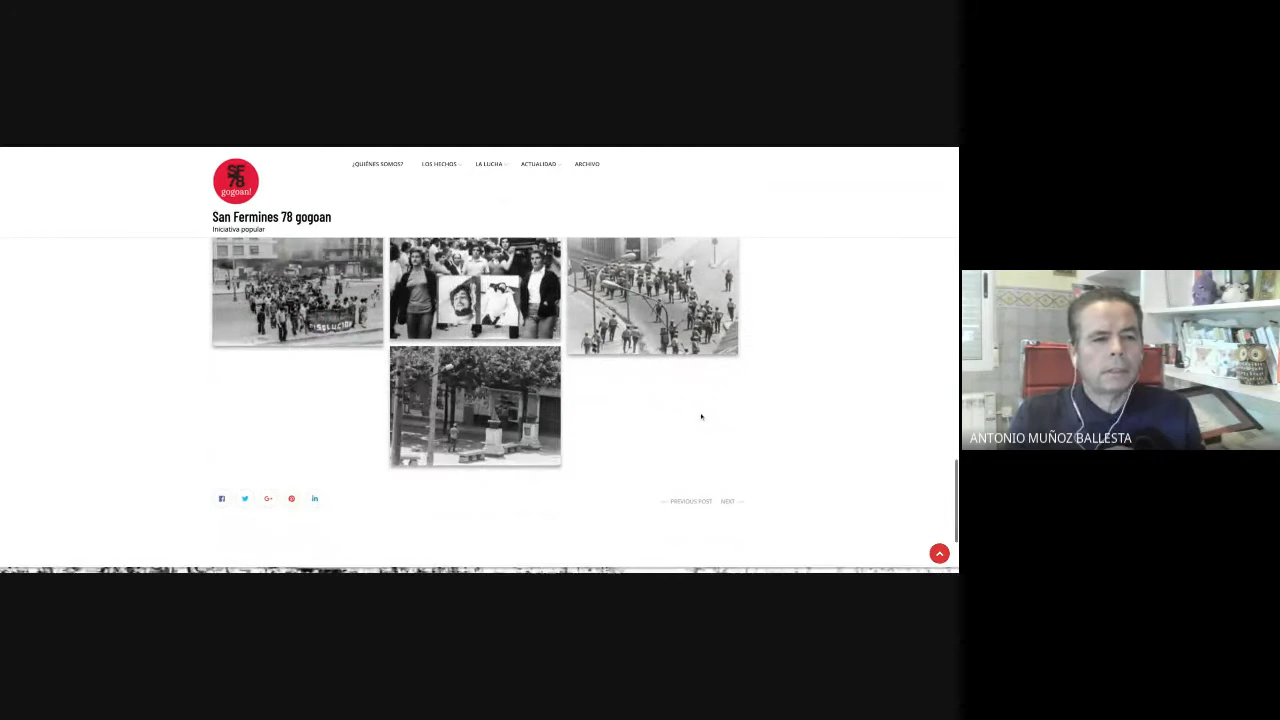 ¿QUIÉNES SOMOS? LOS HECHOS LA LUCHA ACTUALIDAD ARCHIVO
SF
78
gogoan!
San Fermines 78 gogoan
Iniciativa popular
DISOLUCION
PREVIOUS POST NEXT
ANTONIO MUÑOZ BALLESTA